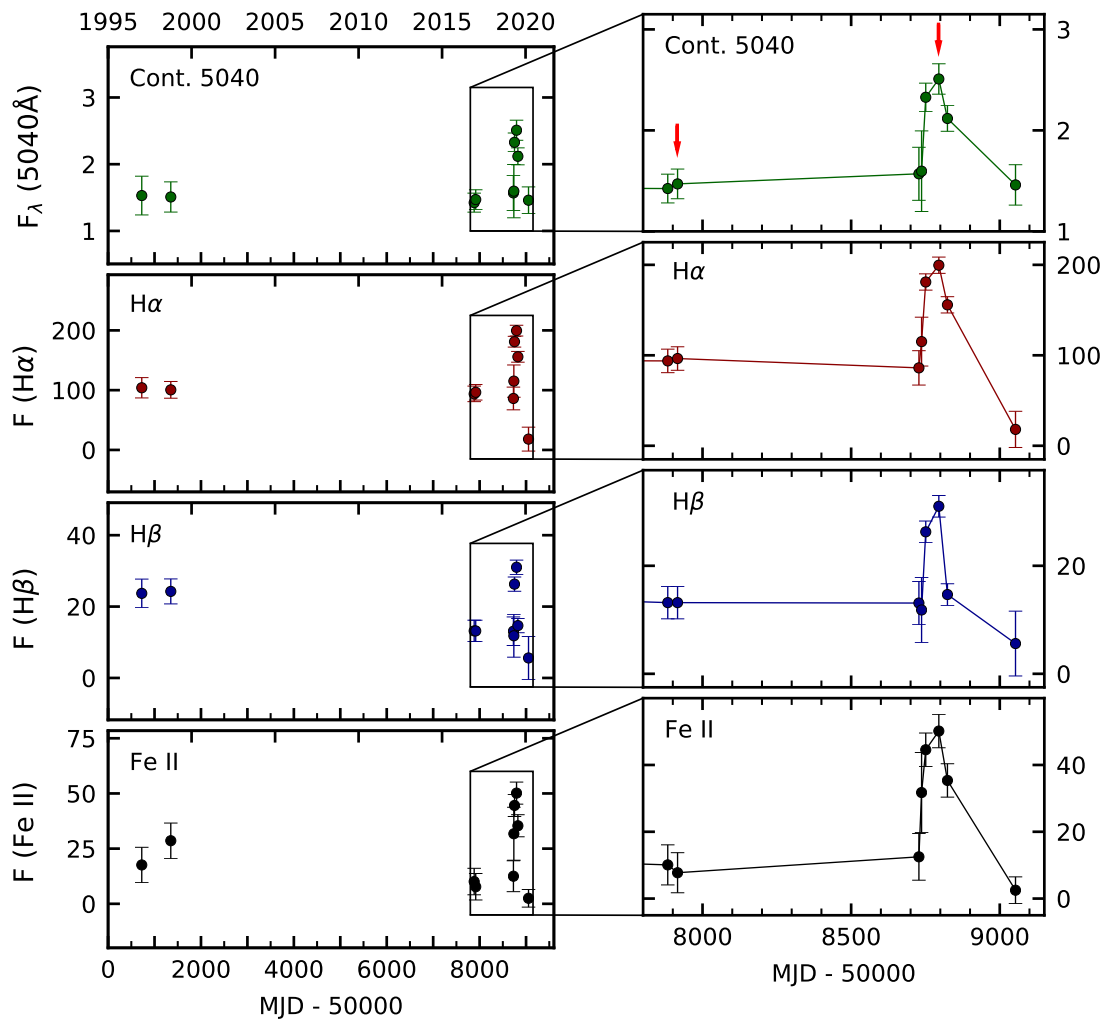 1995 2000 2005 2010 2015 2020
Cont. 5040
F_λ (5040Å)
3
2
1
Cont. 5040
3
2
1
Hα
F (Hα)
200
100
0
Hα
200
100
0
Hβ
F (Hβ)
40
20
0
Hβ
20
0
Fe II
F (Fe II)
75
50
25
0
Fe II
40
20
0
0 2000 4000 6000 8000
MJD - 50000
8000 8500 9000
MJD - 50000